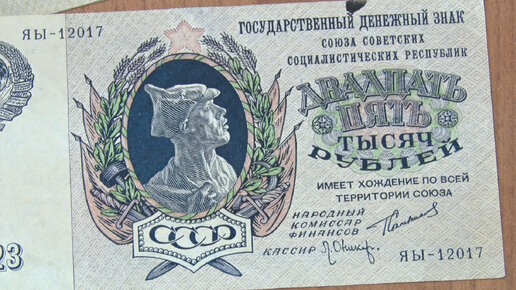 ЯЫ-12017
ГОСУДАРСТВЕННЫЙ ДЕНЕЖНЫЙ ЗНАК
СОЮЗА СОВЕТСКИХ
СОЦИАЛИСТИЧЕСКИХ РЕСПУБЛИК
ДВАДЦАТЬ
ПЯТЬ
ТЫСЯЧ
РУБЛЕЙ
ИМЕЕТ ХОЖДЕНИЕ ПО ВСЕЙ
ТЕРРИТОРИИ СОЮЗА
НАРОДНЫЙ
КОМИССАР
ФИНАНСОВ
КАССИР
СССР
23
ЯЫ-12017